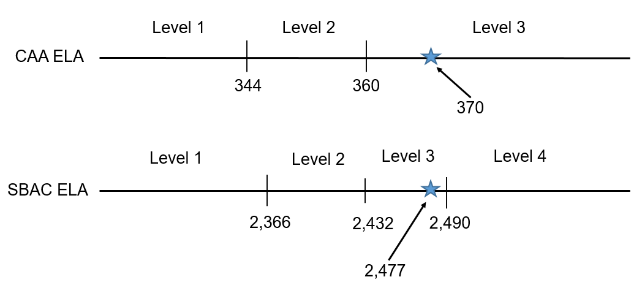 Level 1 Level 2 Level 3
CAA ELA
344 360
370
Level 1 Level 2 Level 3 Level 4
SBAC ELA
2,366 2,432 2,490
2,477